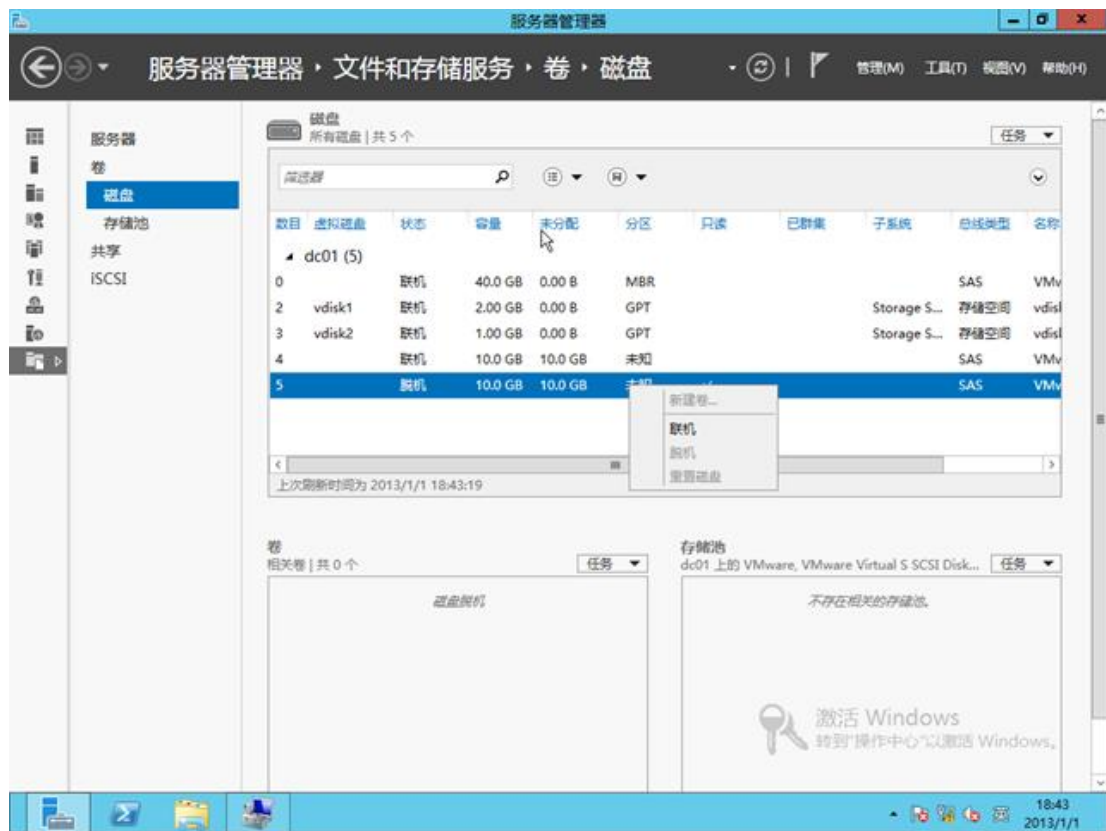 服务器管理器
服务器管理器 · 文件和存储服务 · 卷 · 磁盘
管理(M) 工具(T) 视图(V) 帮助(H)
服务器
卷
磁盘
存储池
共享
iSCSI
磁盘
所有磁盘 | 共 5 个
任务
筛选器
数目 虚拟磁盘 状态 容量 未分配 分区 只读 已群集 子系统 总线类型 名称
dc01 (5)
0 联机 40.0 GB 0.00 B MBR SAS VMv
2 vdisk1 联机 2.00 GB 0.00 B GPT Storage S... 存储空间 vdisl
3 vdisk2 联机 1.00 GB 0.00 B GPT Storage S... 存储空间 vdisl
4 联机 10.0 GB 10.0 GB 未知 SAS VMv
5 脱机 10.0 GB 10.0 GB SAS VMv
新建卷...
联机
脱机
重置磁盘
上次刷新时间为 2013/1/1 18:43:19
卷
相关卷 | 共 0 个
任务
磁盘脱机
存储池
dc01 上的 VMware, VMware Virtual S SCSI Disk...
任务
不存在相关的存储池。
激活 Windows
转到"操作中心"以激活 Windows。
18:43
2013/1/1